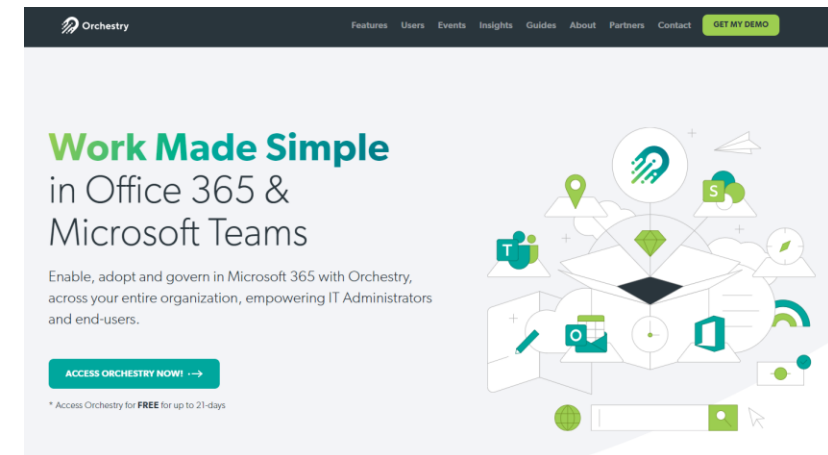 Orchestry
Features Users Events Insights Guides About Partners Contact GET MY DEMO
Work Made Simple
in Office 365 &
Microsoft Teams
Enable, adopt and govern in Microsoft 365 with Orchestry,
across your entire organization, empowering IT Administrators
and end-users.
ACCESS ORCHESTRY NOW! ···→
* Access Orchestry for FREE for up to 21-days
S
T
O